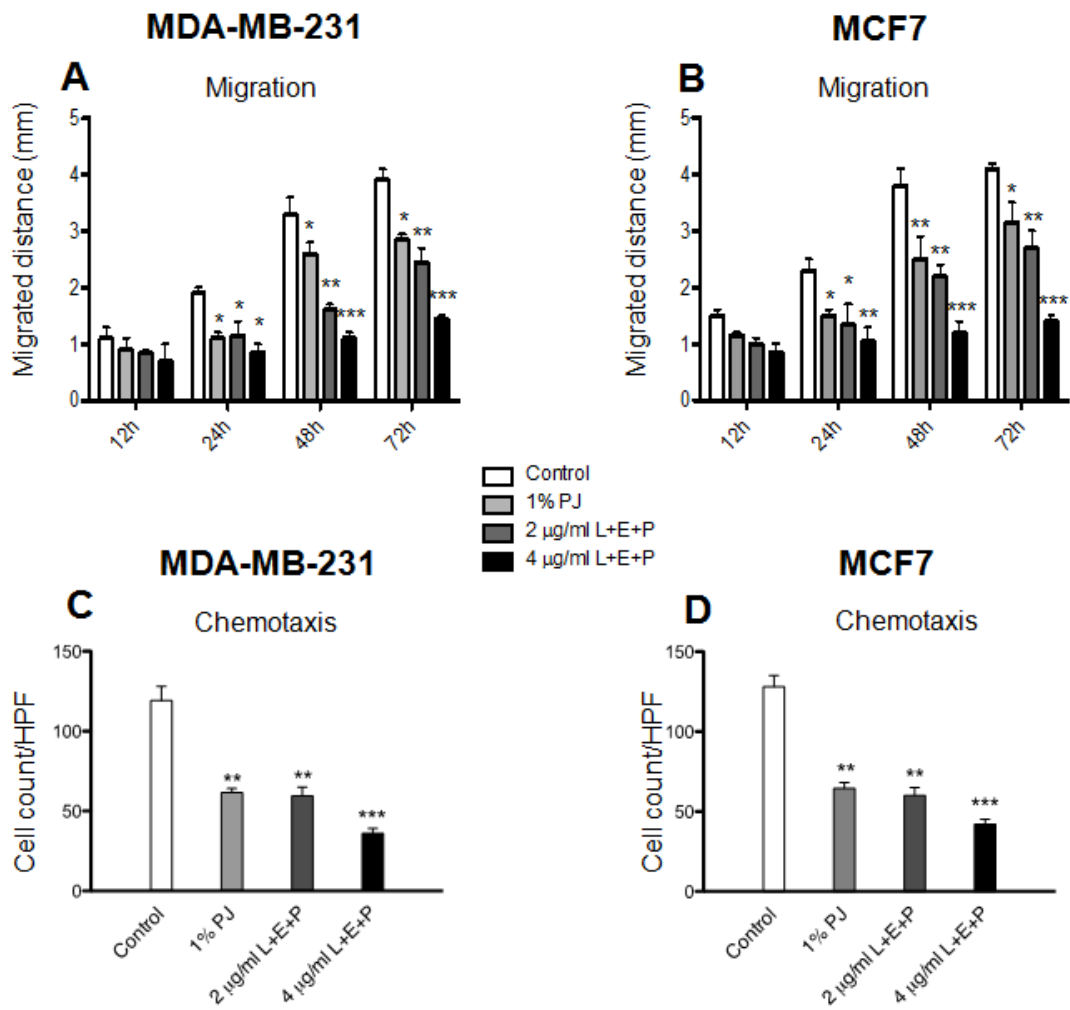 MDA-MB-231
MCF7
A
Migration
Migrated distance (mm)
5
4
3
2
1
0
*
*
*
*
**
***
*
**
***
12h
24h
48h
72h
B
Migration
Migrated distance (mm)
5
4
3
2
1
0
*
*
**
**
**
***
*
**
***
12h
24h
48h
72h
Control
1% PJ
2 µg/ml L+E+P
4 µg/ml L+E+P
MDA-MB-231
MCF7
C
Chemotaxis
Cell count/HPF
150
100
50
0
**
**
***
Control
1% PJ
2 µg/ml L+E+P
4 µg/ml L+E+P
D
Chemotaxis
Cell count/HPF
150
100
50
0
**
**
***
Control
1% PJ
2 µg/ml L+E+P
4 µg/ml L+E+P